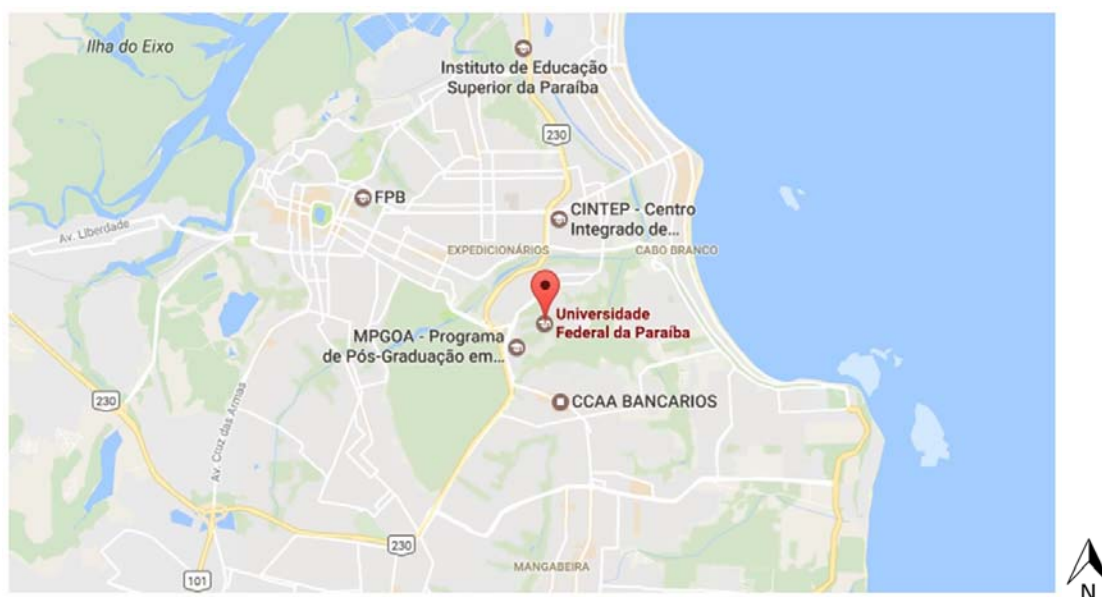 Ilha do Eixo
Instituto de Educação
Superior da Paraíba
230
FPB
CINTEP - Centro
Integrado de...
Av. Liberdade
EXPEDICIONÁRIOS
CABO BRANCO
Universidade
Federal da Paraíba
MPGOA - Programa
de Pós-Graduação em...
230
CCAA BANCARIOS
Av. Cruz das Armas
230
101
MANGABEIRA
N